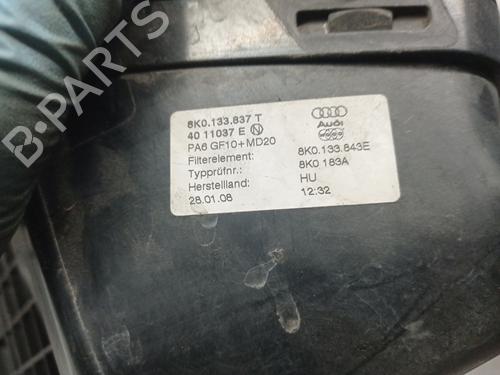 B-PARTS
8K0.133.837 T
40 11037 E N
Audi
PA6 GF10+MD20
Filterelement: 8K0.133.843E
Typprüfnr.: 8K0 183A
Herstelland: HU
28.01.08 12:32